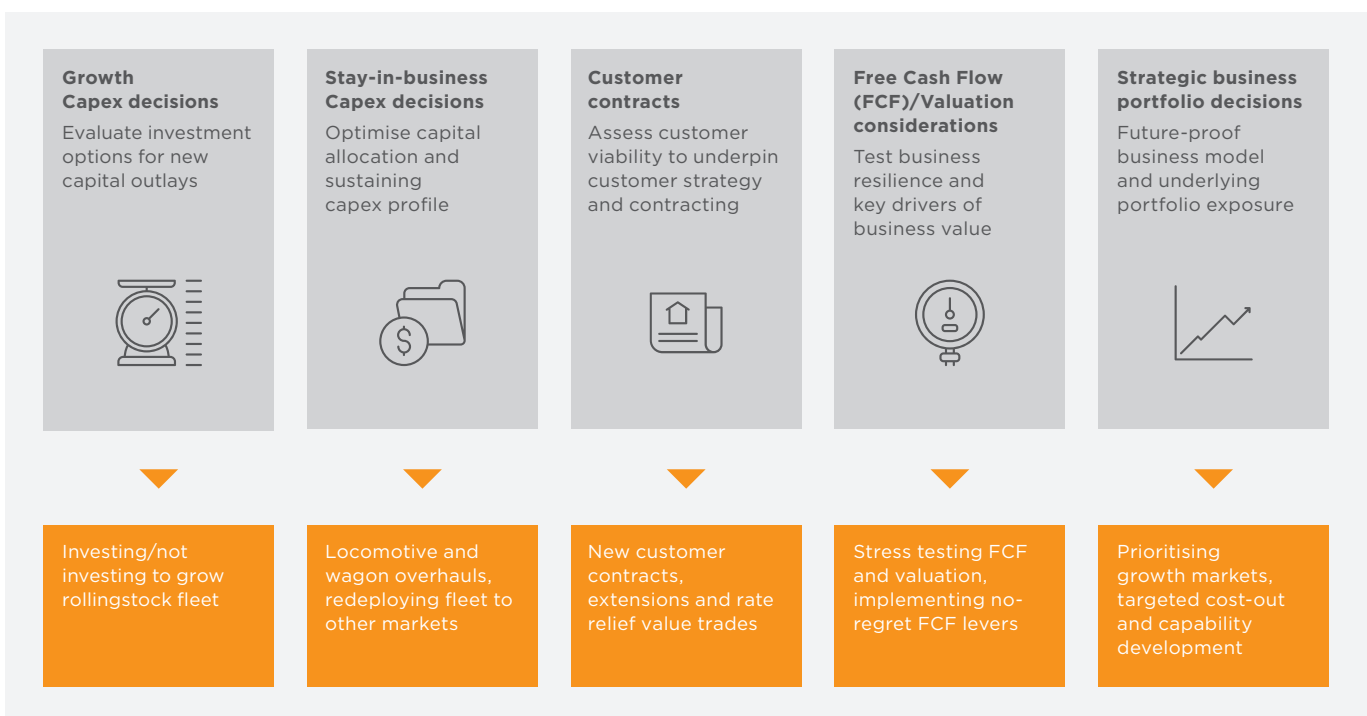 Growth
Capex decisions
Evaluate investment
options for new
capital outlays
Stay-in-business
Capex decisions
Optimise capital
allocation and
sustaining
capex profile
Customer
contracts
Assess customer
viability to underpin
customer strategy
and contracting
Free Cash Flow
(FCF)/Valuation
considerations
Test business
resilience and
key drivers of
business value
Strategic business
portfolio decisions
Future-proof
business model
and underlying
portfolio exposure
$
Investing/not
investing to grow
rollingstock fleet
Locomotive and
wagon overhauls,
redeploying fleet to
other markets
New customer
contracts,
extensions and rate
relief value trades
Stress testing FCF
and valuation,
implementing no-
regret FCF levers
Prioritising
growth markets,
targeted cost-out
and capability
development